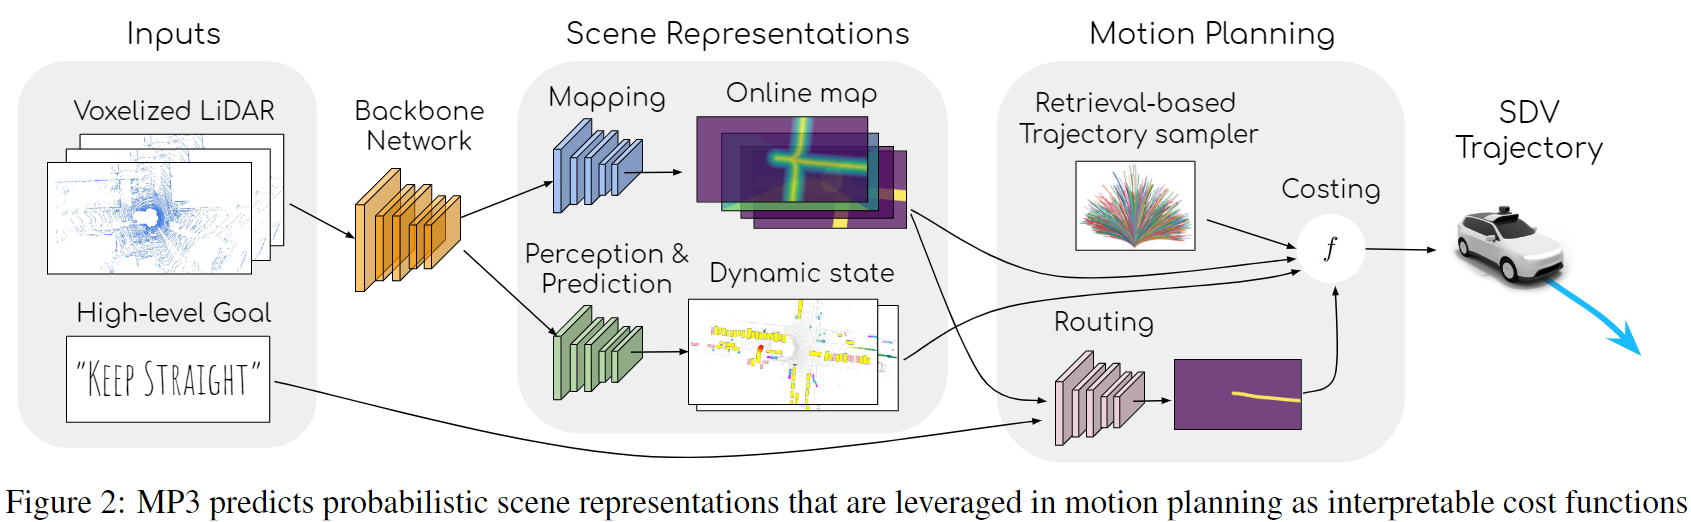 Inputs
Scene Representations
Motion Planning
Voxelized LiDAR
Backbone
Network
Mapping
Online map
Retrieval-based
Trajectory sampler
SDV
Trajectory
Costing
f
Perception &
Prediction
Dynamic state
High-level Goal
"KEEP STRAIGHT"
Routing
Figure 2: MP3 predicts probabilistic scene representations that are leveraged in motion planning as interpretable cost functions